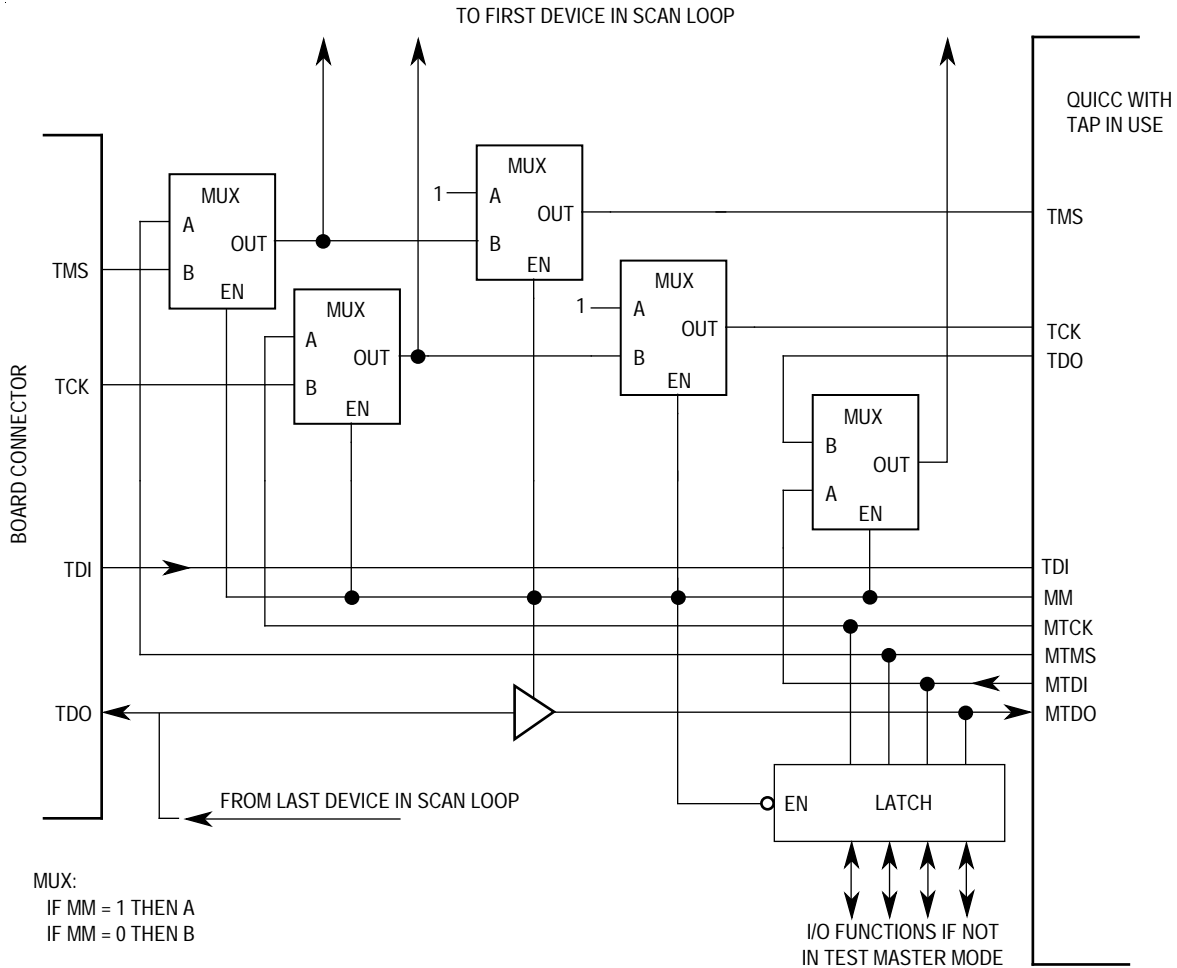 TO FIRST DEVICE IN SCAN LOOP
QUICC WITH
TAP IN USE
BOARD CONNECTOR
TMS
TCK
TDI
TDO
MUX
A
OUT
B
EN
MUX
A
OUT
B
EN
1
MUX
A
OUT
B
EN
1
MUX
A
OUT
B
EN
MUX
B
OUT
A
EN
TMS
TCK
TDO
TDI
MM
MTCK
MTMS
MTDI
MTDO
EN
LATCH
FROM LAST DEVICE IN SCAN LOOP
MUX:
IF MM = 1 THEN A
IF MM = 0 THEN B
I/O FUNCTIONS IF NOT
IN TEST MASTER MODE